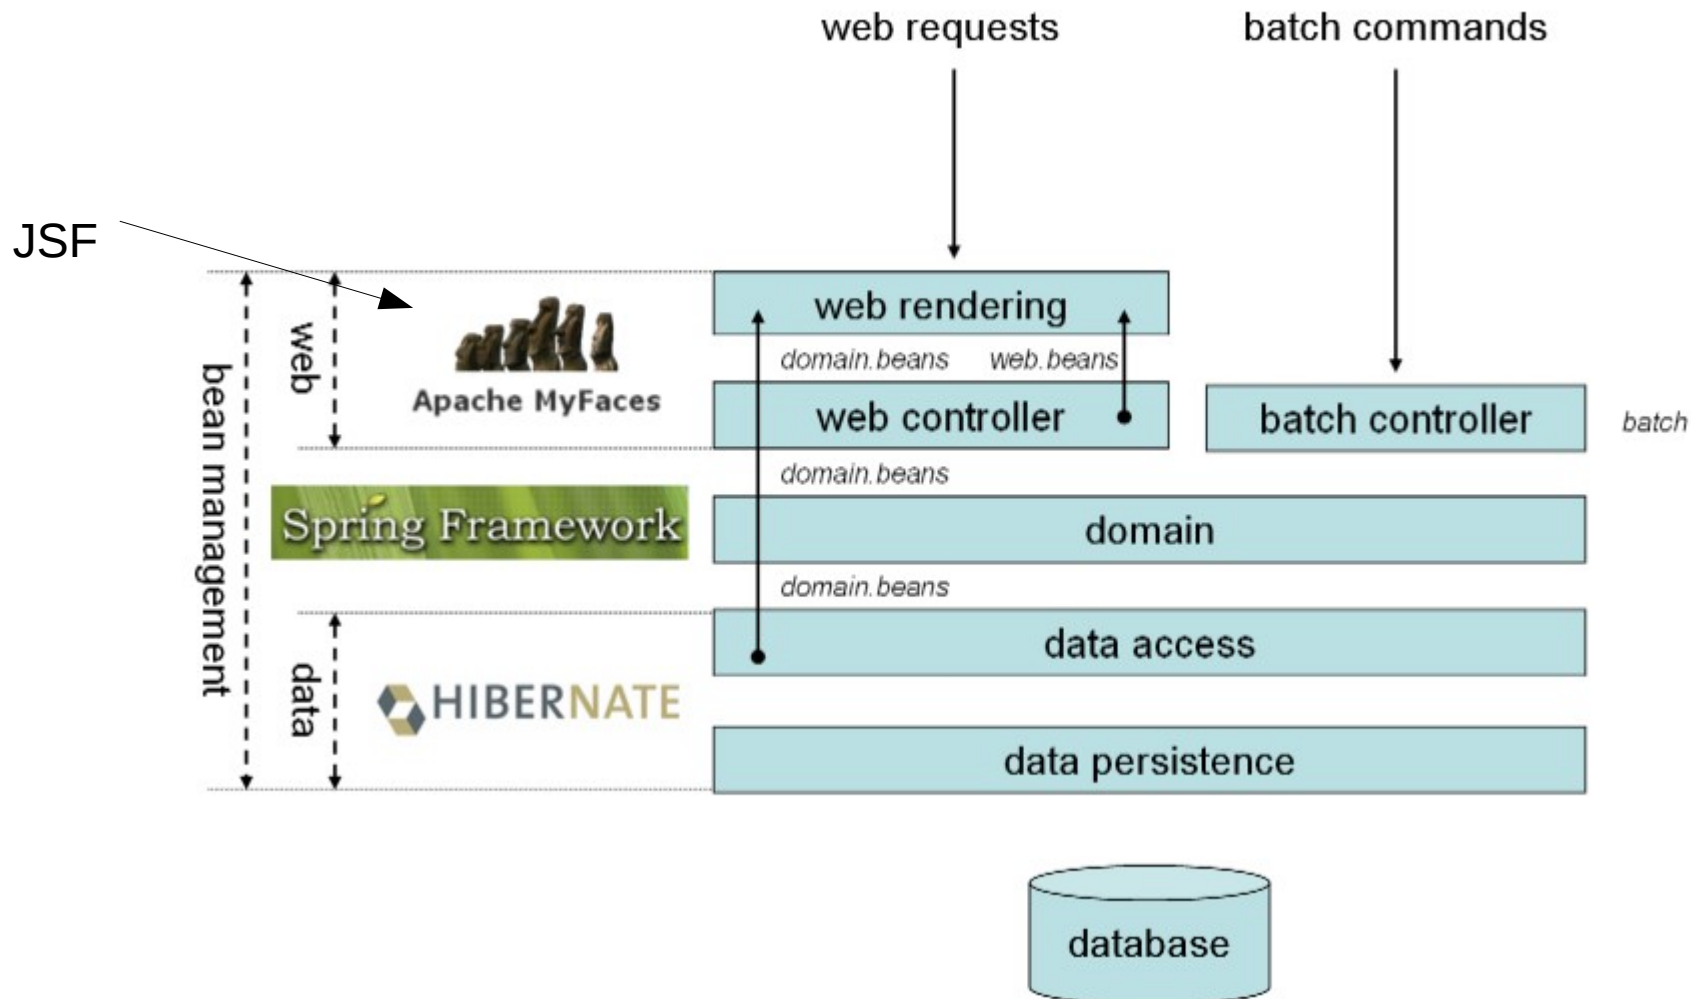 web requests
batch commands
JSF
web rendering
web
domain.beans
web.beans
Apache MyFaces
web controller
batch controller
batch
bean management
domain.beans
Spring Framework
domain
domain.beans
data access
data
HIBERNATE
data persistence
database